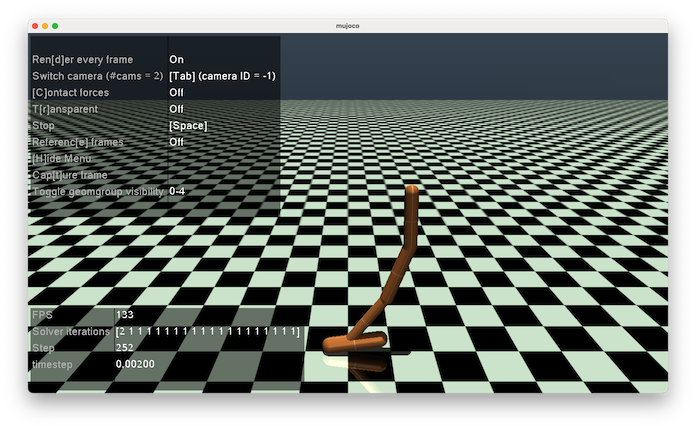 mujoco
Ren[d]er every frame On
Switch camera (#cams = 2) [Tab] (camera ID = -1)
[C]ontact forces Off
T[r]ansparent Off
Stop [Space]
Referenc[e] frames Off
[H]ide Menu
Cap[t]ure frame
Toggle geomgroup visibility 0-4
FPS 133
Solver iterations [2 1 1 1 1 1 1 1 1 1 1 1 1 1 1 1 1 1 1 1]
Step 252
timestep 0.00200